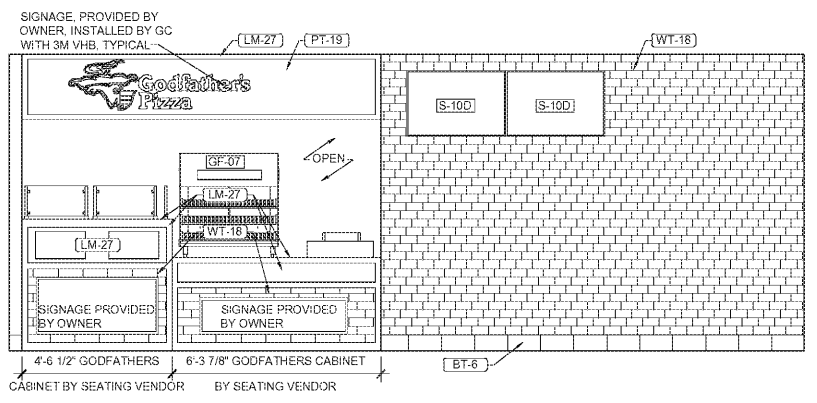 SIGNAGE, PROVIDED BY
OWNER, INSTALLED BY GC
WITH 3M VHB, TYPICAL
LM-27
PT-19
WT-18
Godfather's
Pizza
S-10D
S-10D
GF-07
OPEN
LM-27
WT-18
LM-27
SIGNAGE PROVIDED
BY OWNER
SIGNAGE PROVIDED
BY OWNER
4'-6 1/2" GODFATHERS
CABINET BY SEATING VENDOR
6'-3 7/8" GODFATHERS CABINET
BY SEATING VENDOR
BT-6